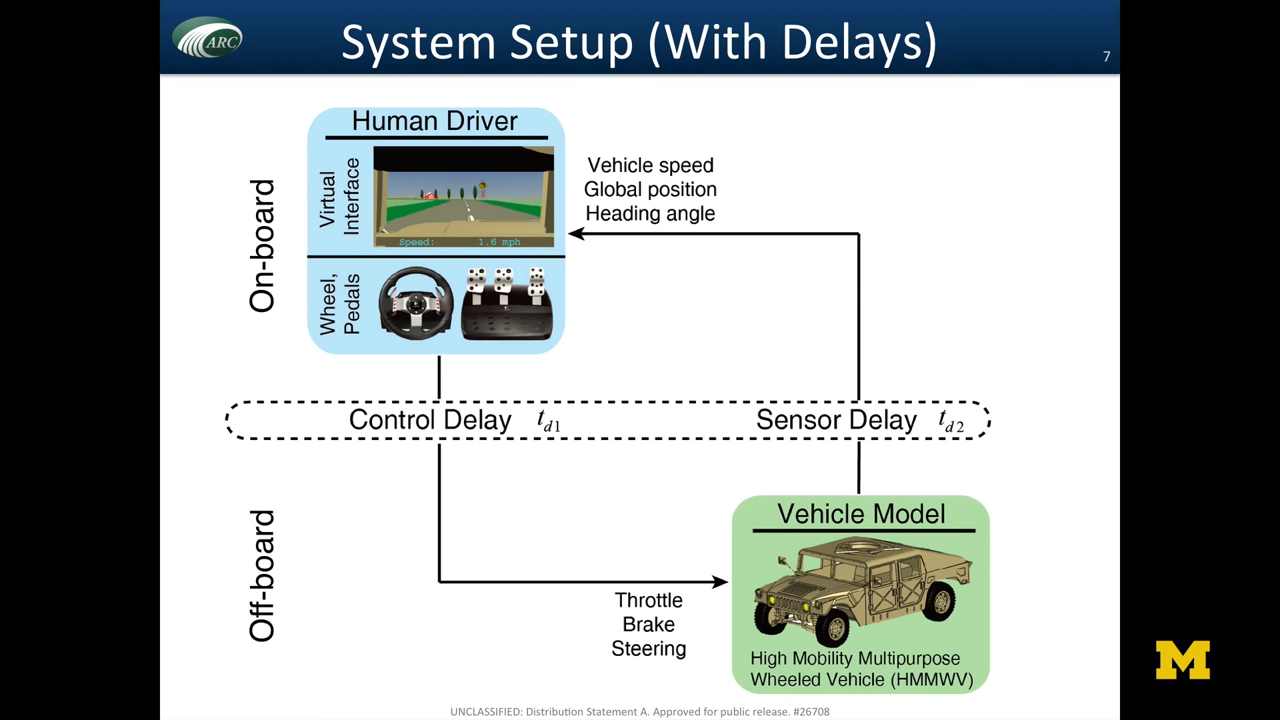 ARC
System Setup (With Delays)
7
Human Driver
Virtual
Interface
Speed: 1.6 mph
Wheel,
Pedals
On-board
Vehicle speed
Global position
Heading angle
Control Delay td1
Sensor Delay td2
Off-board
Throttle
Brake
Steering
Vehicle Model
High Mobility Multipurpose
Wheeled Vehicle (HMMWV)
M
UNCLASSIFIED: Distribution Statement A. Approved for public release. #26708